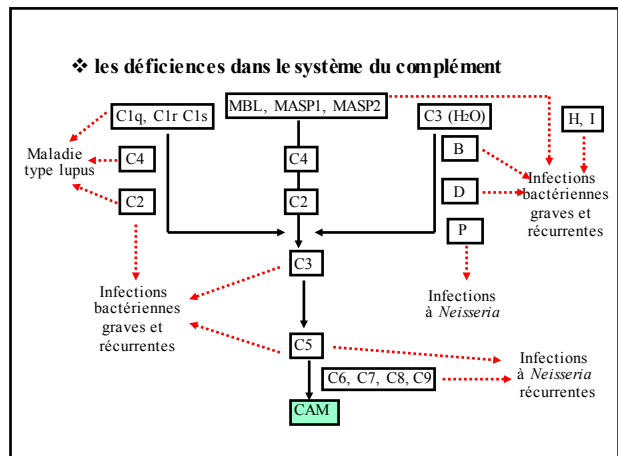 ❖ les déficiences dans le système du complément
C1q, C1r C1s
MBL, MASP1, MASP2
C3 (H2O)
H, I
Maladie
type lupus
C4
C2
C4
C2
B
D
P
Infections
bactériennes
graves et
récurrentes
C3
Infections
à Neisseria
Infections
bactériennes
graves et
récurrentes
C5
C6, C7, C8, C9
Infections
à Neisseria
récurrentes
CAM